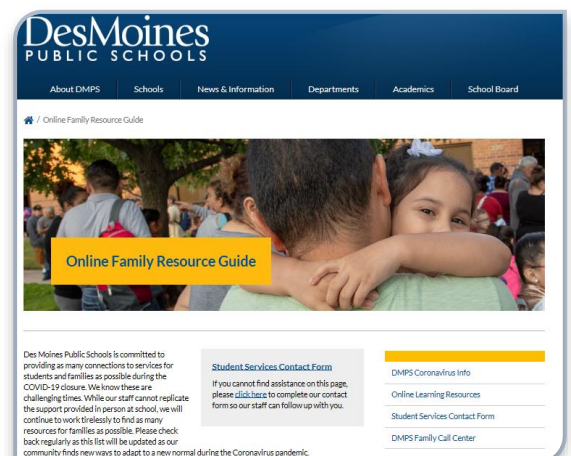 DesMoines
PUBLIC SCHOOLS
About DMPS Schools News & Information Departments Academics School Board
/ Online Family Resource Guide
Online Family Resource Guide
Des Moines Public Schools is committed to
providing as many connections to services for
students and families as possible during the
COVID-19 closure. We know these are
challenging times. While our staff cannot replicate
the support provided in person at school, we will
continue to work tirelessly to find as many
resources for families as possible. Please check
back regularly as this list will be updated as our
community finds new ways to adapt to a new normal during the Coronavirus pandemic.
Student Services Contact Form
If you cannot find assistance on this page,
please click here to complete our contact
form so our staff can follow up with you.
DMPS Coronavirus Info
Online Learning Resources
Student Services Contact Form
DMPS Family Call Center